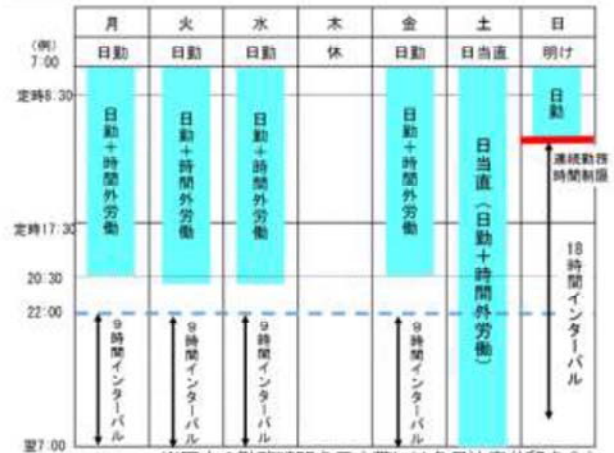 月 火 水 木 金 土 日
日勤 日勤 日勤 休 日勤 日当直 明け
(例)
7:00
定時8:30
定時17:30
20:30
22:00
翌7:00
日勤+時間外労働
日勤+時間外労働
日勤+時間外労働
日勤+時間外労働
日当直(日勤+時間外労働)
日勤
連続勤務
時間制限
9時間インターバル
9時間インターバル
9時間インターバル
9時間インターバル
18時間インターバル